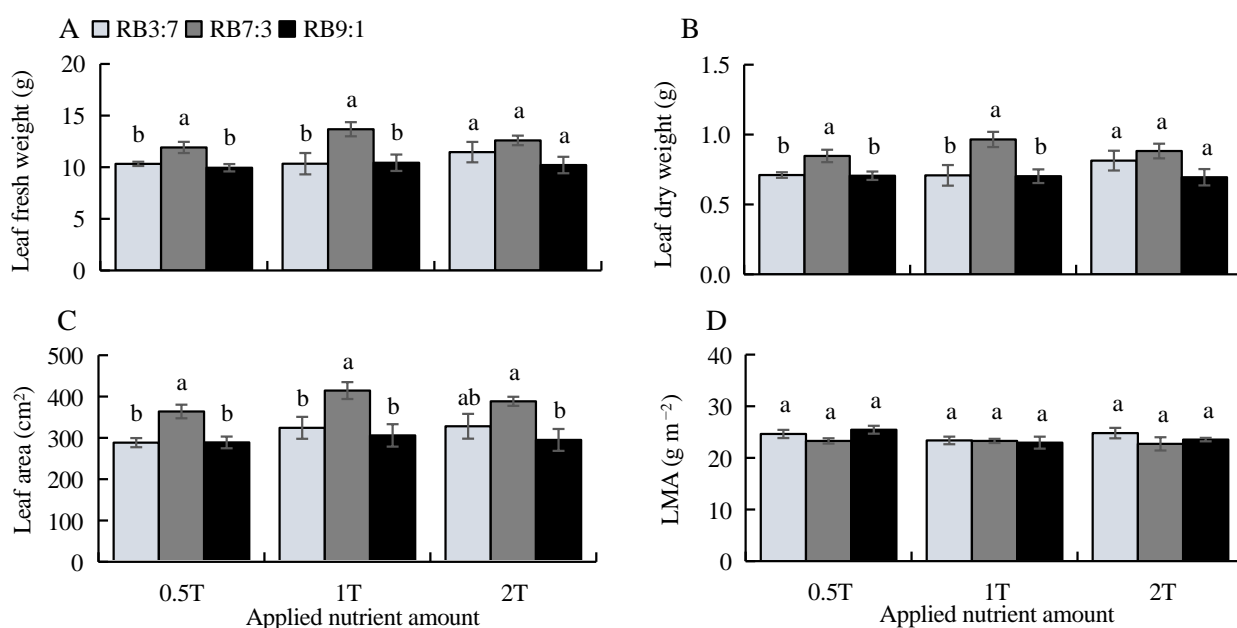 A
RB3:7 RB7:3 RB9:1
Leaf fresh weight (g)
20
15
10
5
0
b a b
b a b
a a a
B
Leaf dry weight (g)
1.5
1.0
0.5
0.0
b a b
b a b
a a a
C
Leaf area (cm²)
500
400
300
200
100
0
b a b
b a b
ab a b
0.5T 1T 2T
Applied nutrient amount
D
LMA (g m⁻²)
40
30
20
10
0
a a a
a a a
a a a
0.5T 1T 2T
Applied nutrient amount